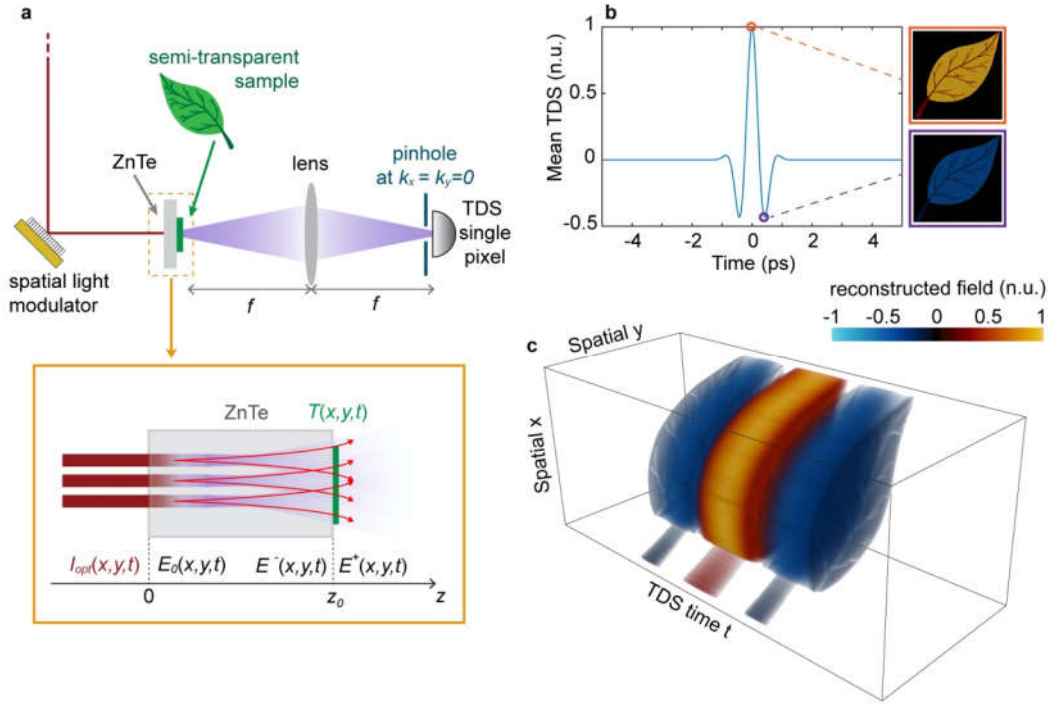 a
semi-transparent
sample
ZnTe
lens
pinhole
at kx = ky=0
TDS
single
pixel
spatial light
modulator
f
f
ZnTe
T(x,y,t)
Iopt(x,y,t)
E0(x,y,t)
E-(x,y,t)
E+(x,y,t)
0
z0
z
b
Mean TDS (n.u.)
1
0.5
0
-0.5
-4
-2
0
2
4
Time (ps)
reconstructed field (n.u.)
-1
-0.5
0
0.5
1
c
Spatial y
Spatial x
TDS time t